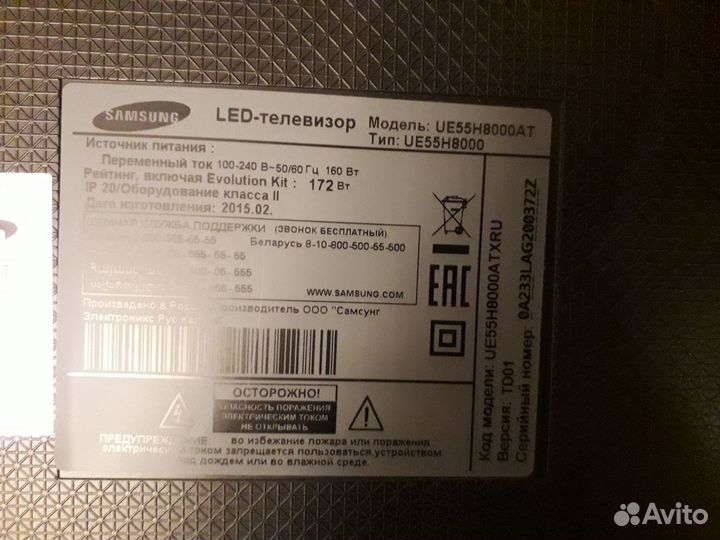 SAMSUNG
LED-телевизор
Модель: UE55H8000AT
Тип: UE55H8000
Источник питания :
Переменный ток 100-240 В~50/60 Гц 160 Вт
Рейтинг, включая Evolution Kit : 172 Вт
IP 20/Оборудование класса II
Дата изготовления : 2015.02.
СЛУЖБА ПОДДЕРЖКИ (ЗВОНОК БЕСПЛАТНЫЙ)
Беларусь 8-10-800-500-55-500
WWW.SAMSUNG.COM
Произведено в Производитель ООО "Самсунг
Электроникс Рус
EAC
ОСТОРОЖНО!
ОПАСНОСТЬ ПОРАЖЕНИЯ
ЭЛЕКТРИЧЕСКИМ ТОКОМ
НЕ ОТКРЫВАТЬ
ПРЕДУПРЕЖДЕНИЕ: во избежание пожара или поражения
электрическим током запрещается пользоваться устройством
под дождем или во влажной среде.
Код модели: UE55H8000ATXRU
Версия: TD01
Серийный номер: 0A233LAG200372Z
Avito